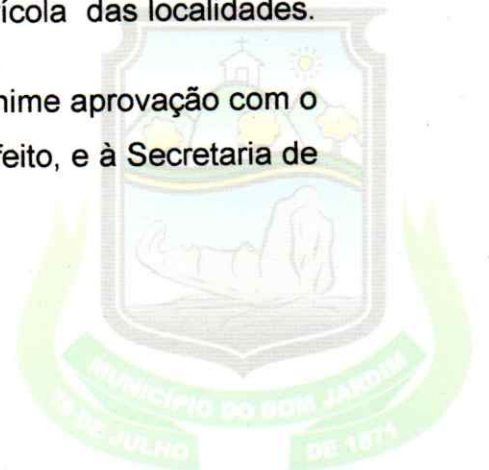 ícola das localidades.
nime aprovação com o
feito, e à Secretaria de
MUNICÍPIO DO BOM JARDIM
DE JULHO
DE 1871